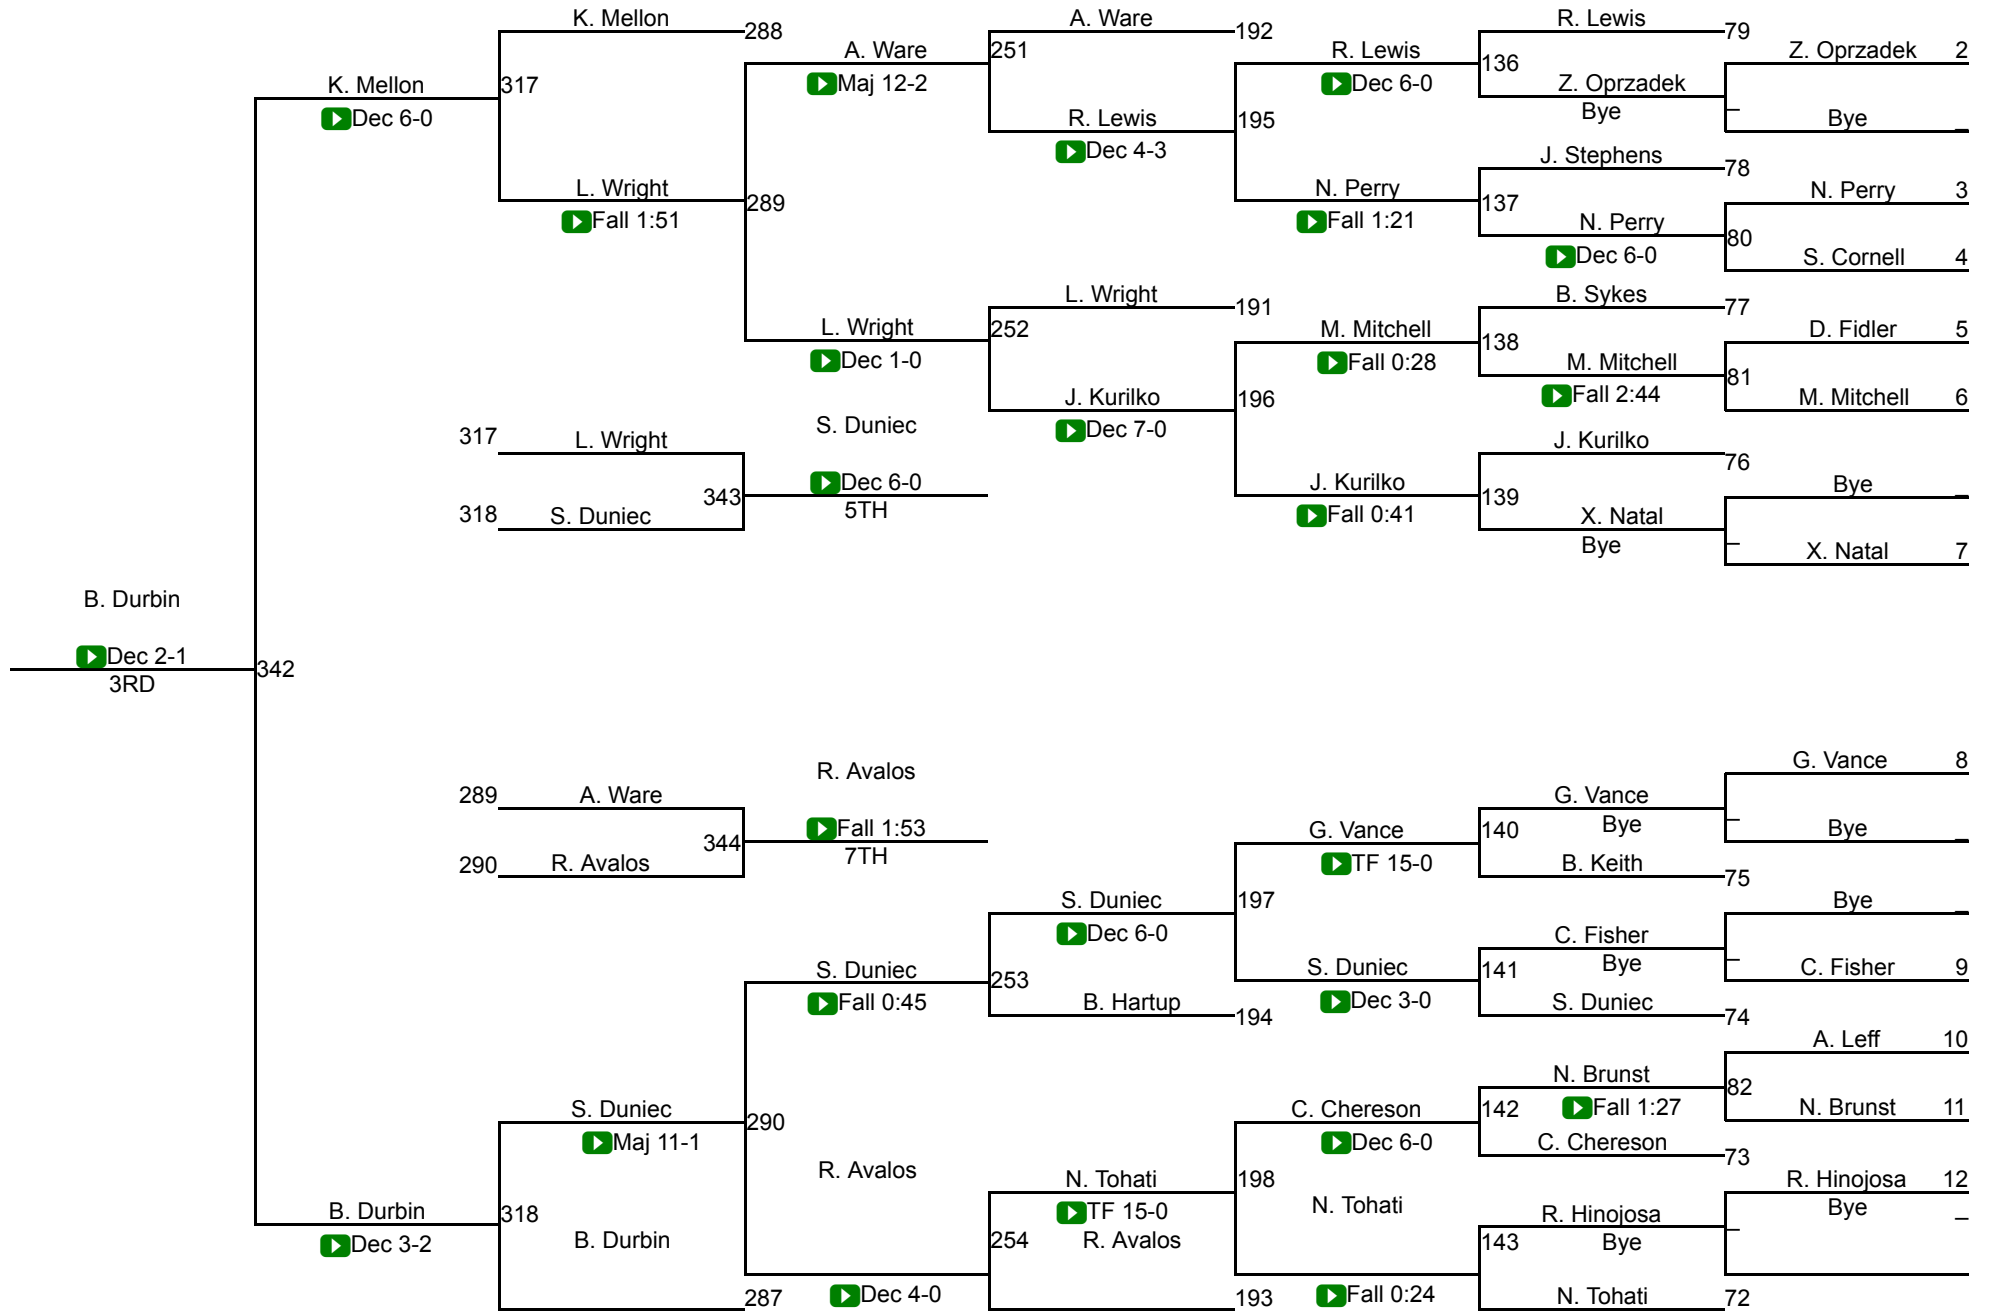 K. Mellon
288
A. Ware
192
R. Lewis
79
Z. Oprzadek 2
A. Ware
Maj 12-2
251
R. Lewis
Dec 6-0
136
Z. Oprzadek
Bye
_
Bye _
K. Mellon
Dec 6-0
317
R. Lewis
Dec 4-3
195
J. Stephens
78
N. Perry 3
L. Wright
Fall 1:51
289
N. Perry
Fall 1:21
137
N. Perry
Dec 6-0
80
S. Cornell 4
L. Wright
191
B. Sykes
77
D. Fidler 5
L. Wright
Dec 1-0
252
M. Mitchell
Fall 0:28
138
M. Mitchell
Fall 2:44
81
M. Mitchell 6
J. Kurilko
Dec 7-0
196
317
L. Wright
S. Duniec
J. Kurilko
76
Bye _
318
S. Duniec
343
Dec 6-0
5TH
J. Kurilko
Fall 0:41
139
X. Natal
Bye
_
X. Natal 7
B. Durbin
Dec 2-1
3RD
342
289
A. Ware
R. Avalos
G. Vance 8
290
R. Avalos
344
Fall 1:53
7TH
G. Vance
TF 15-0
140
G. Vance
Bye
_
Bye _
B. Keith
75
S. Duniec
Dec 6-0
197
Bye _
C. Fisher
Bye
_
C. Fisher 9
S. Duniec
Fall 0:45
253
B. Hartup
194
S. Duniec
Dec 3-0
141
S. Duniec
74
A. Leff 10
N. Brunst
Fall 1:27
82
N. Brunst 11
S. Duniec
Maj 11-1
290
C. Chereson
Dec 6-0
142
C. Chereson
73
R. Avalos
N. Tohati
TF 15-0
198
N. Tohati
R. Hinojosa 12
Bye _
B. Durbin
Dec 3-2
318
B. Durbin
254
R. Avalos
143
R. Hinojosa
Bye
_
287
Dec 4-0
193
Fall 0:24
N. Tohati
72